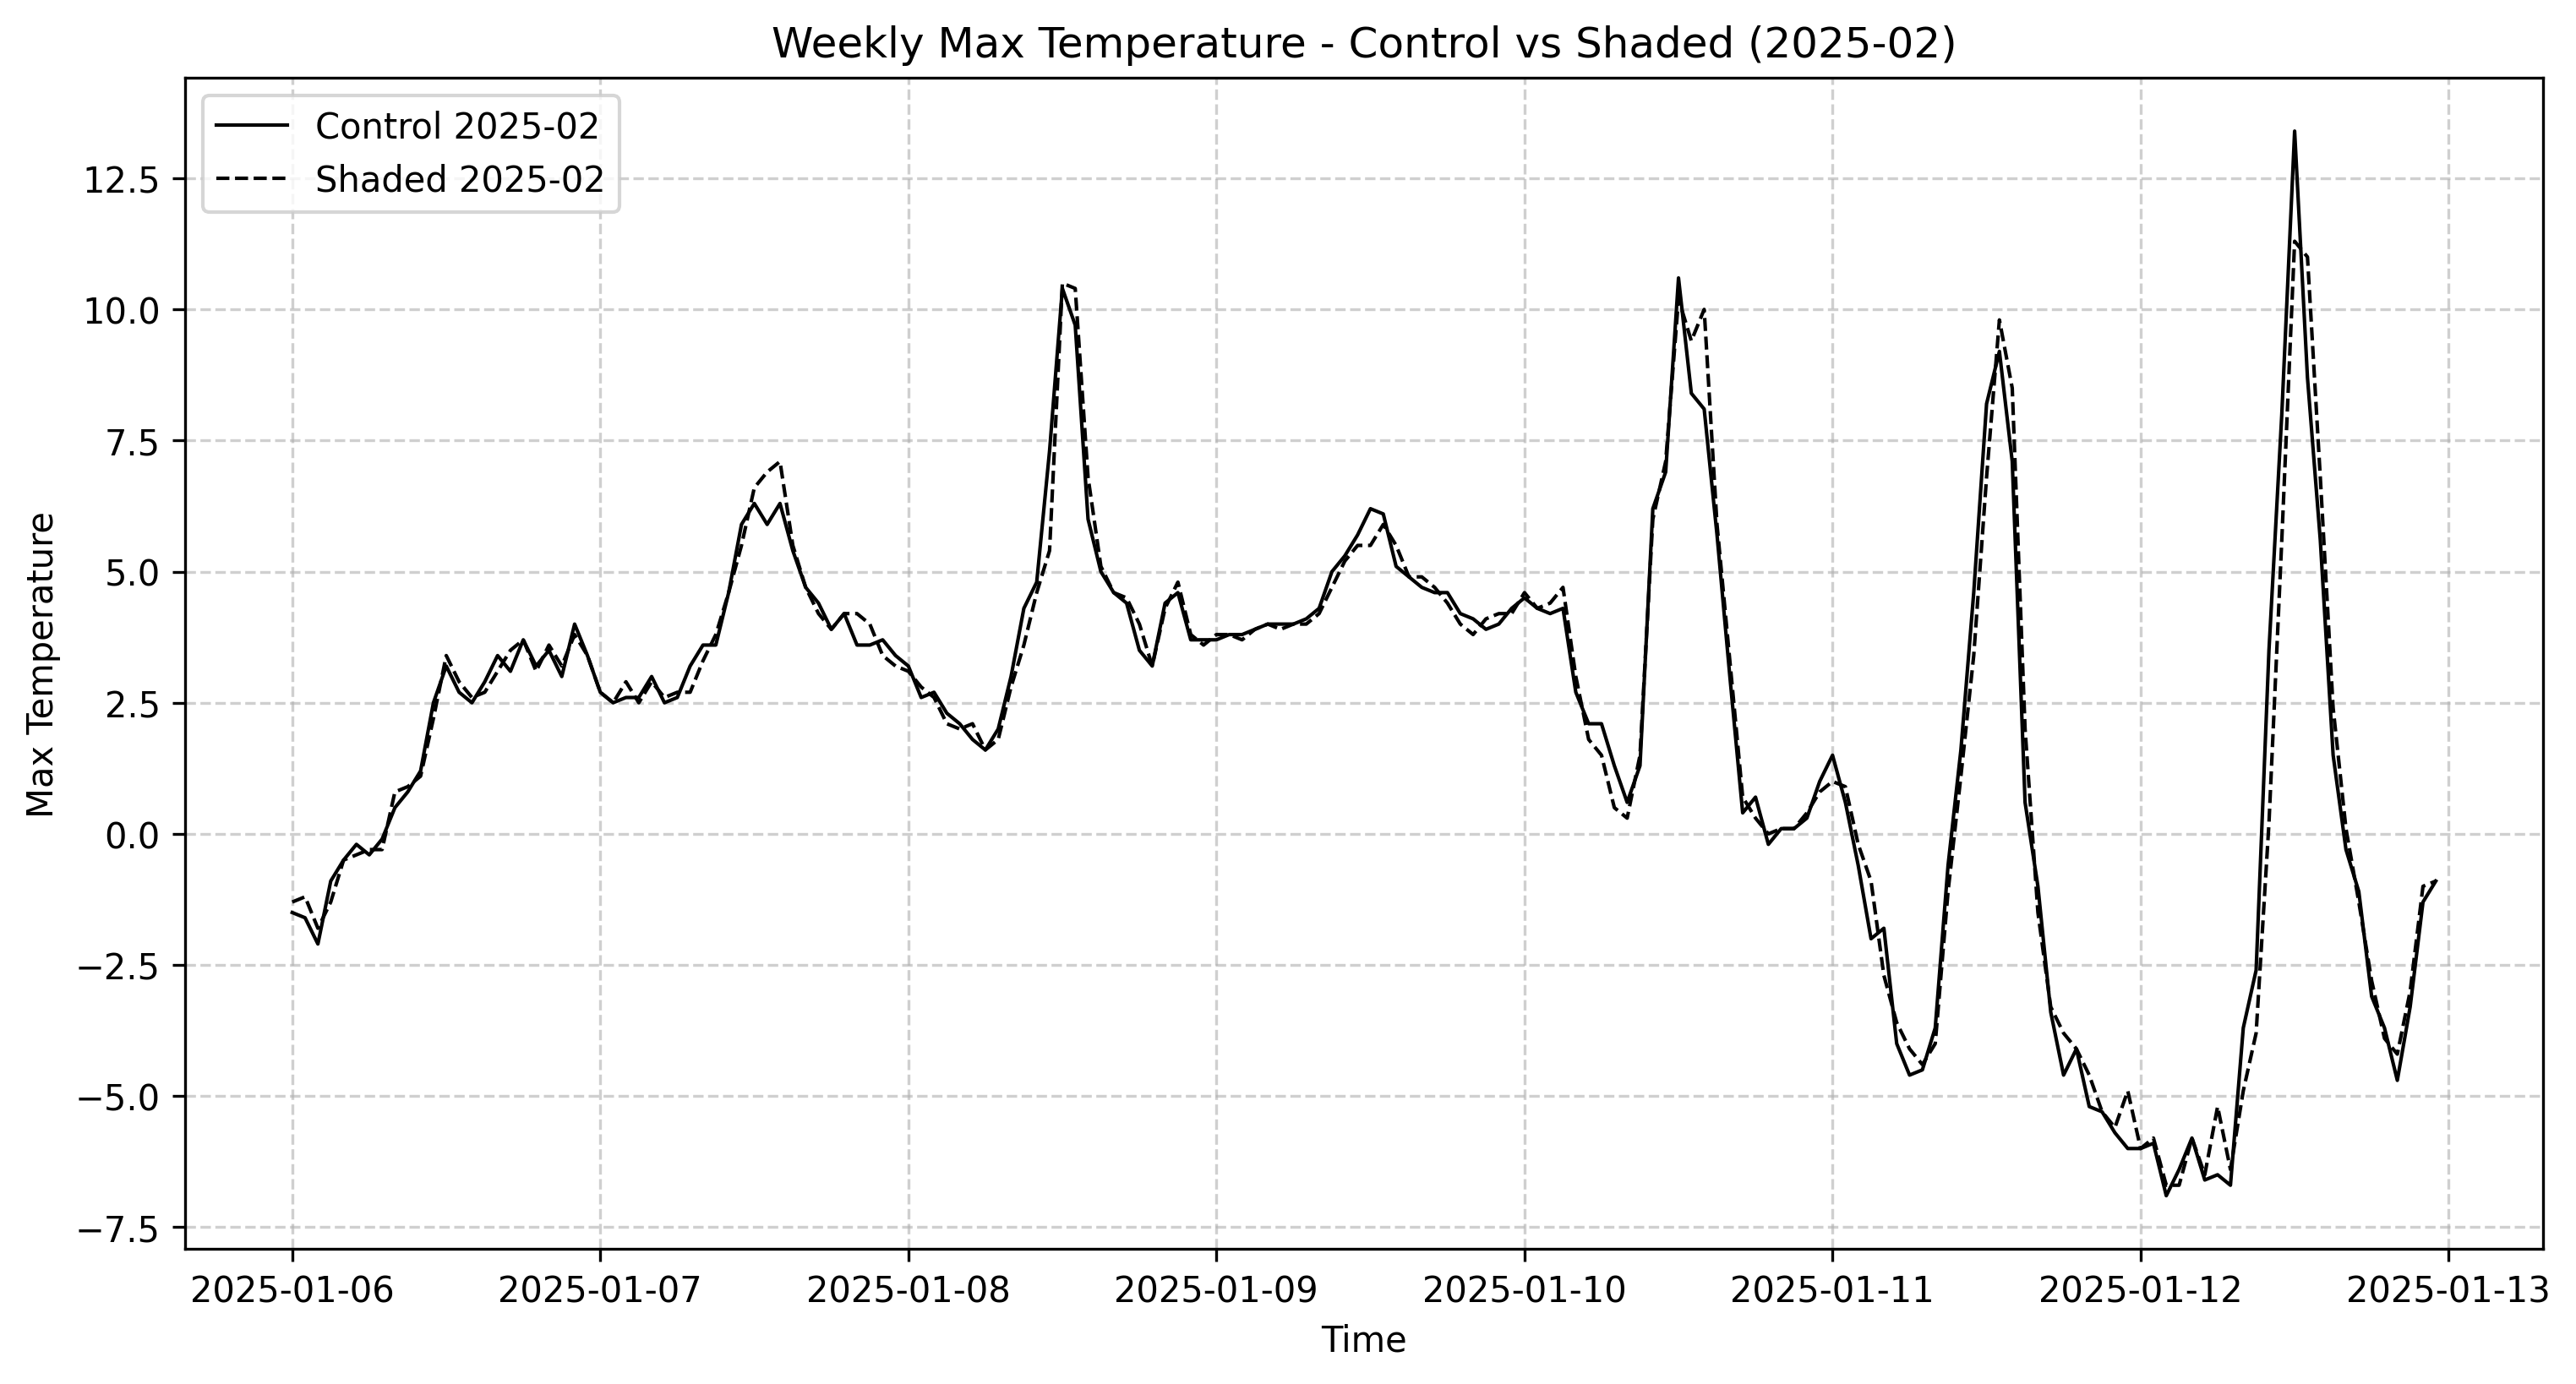 Weekly Max Temperature - Control vs Shaded (2025-02)
Control 2025-02
Shaded 2025-02
Max Temperature
12.5
10.0
7.5
5.0
2.5
0.0
−2.5
−5.0
−7.5
2025-01-06 2025-01-07 2025-01-08 2025-01-09 2025-01-10 2025-01-11 2025-01-12 2025-01-13
Time